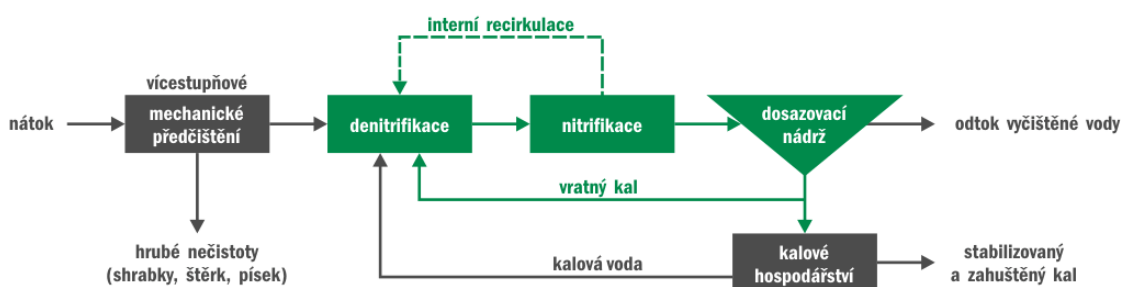 interní recirkulace
vícestupňové
nátok
mechanické
předčištění
denitrifikace
nitrifikace
dosazovací
nádrž
odtok vyčištěné vody
vratný kal
hrubé nečistoty
(shrabky, štěrk, písek)
kalová voda
kalové
hospodářství
stabilizovaný
a zahuštěný kal